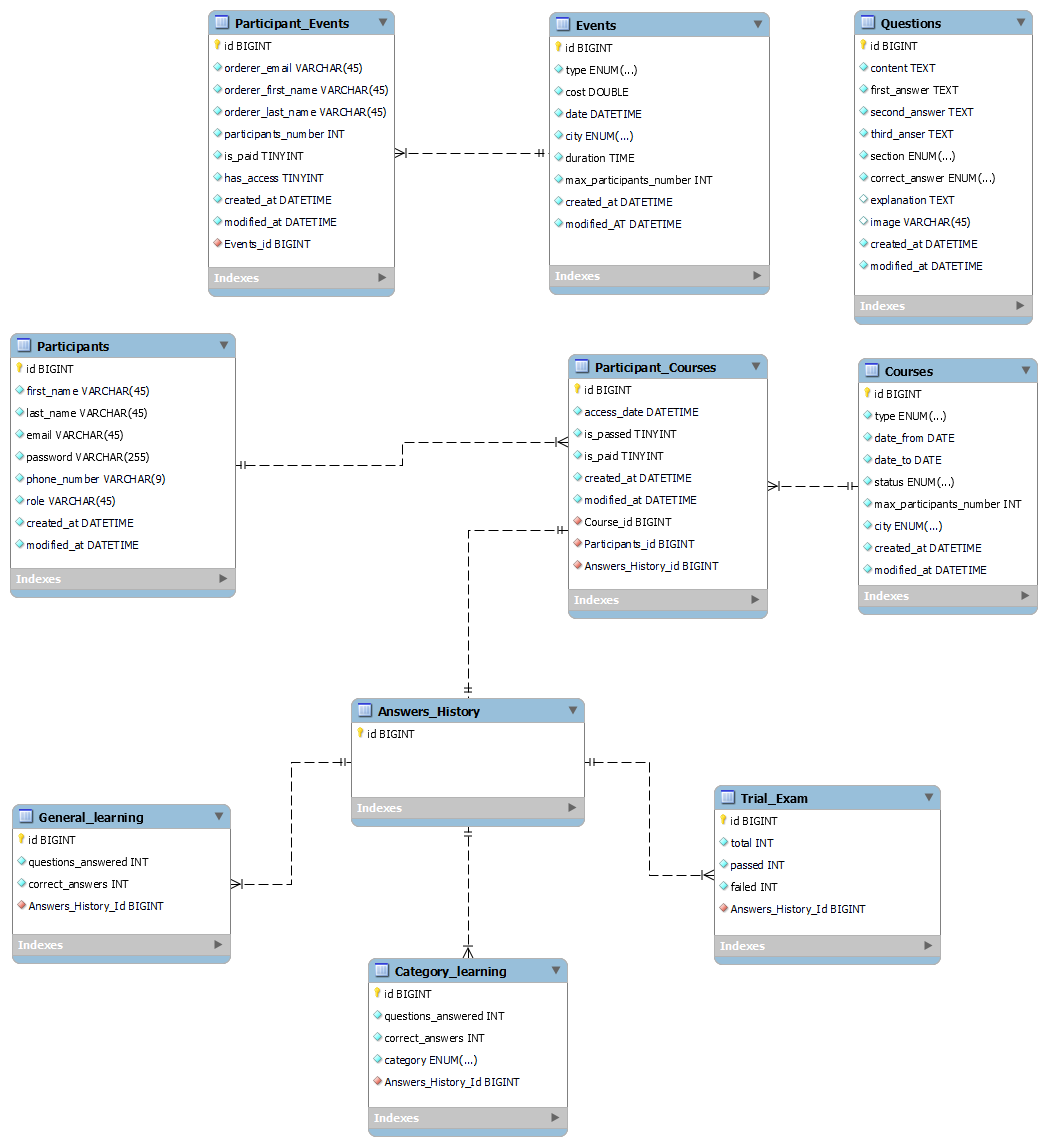 Participant_Events
id BIGINT
orderer_email VARCHAR(45)
orderer_first_name VARCHAR(45)
orderer_last_name VARCHAR(45)
participants_number INT
is_paid TINYINT
has_access TINYINT
created_at DATETIME
modified_at DATETIME
Events_id BIGINT
Indexes
Events
id BIGINT
type ENUM(...)
cost DOUBLE
date DATETIME
city ENUM(...)
duration TIME
max_participants_number INT
created_at DATETIME
modified_AT DATETIME
Indexes
Questions
id BIGINT
content TEXT
first_answer TEXT
second_answer TEXT
third_anser TEXT
section ENUM(...)
correct_answer ENUM(...)
explanation TEXT
image VARCHAR(45)
created_at DATETIME
modified_at DATETIME
Indexes
Participants
id BIGINT
first_name VARCHAR(45)
last_name VARCHAR(45)
email VARCHAR(45)
password VARCHAR(255)
phone_number VARCHAR(9)
role VARCHAR(45)
created_at DATETIME
modified_at DATETIME
Indexes
Participant_Courses
id BIGINT
access_date DATETIME
is_passed TINYINT
is_paid TINYINT
created_at DATETIME
modified_at DATETIME
Course_id BIGINT
Participants_id BIGINT
Answers_History_id BIGINT
Indexes
Courses
id BIGINT
type ENUM(...)
date_from DATE
date_to DATE
status ENUM(...)
max_participants_number INT
city ENUM(...)
created_at DATETIME
modified_at DATETIME
Indexes
Answers_History
id BIGINT
Indexes
General_learning
id BIGINT
questions_answered INT
correct_answers INT
Answers_History_Id BIGINT
Indexes
Trial_Exam
id BIGINT
total INT
passed INT
failed INT
Answers_History_Id BIGINT
Indexes
Category_learning
id BIGINT
questions_answered INT
correct_answers INT
category ENUM(...)
Answers_History_Id BIGINT
Indexes